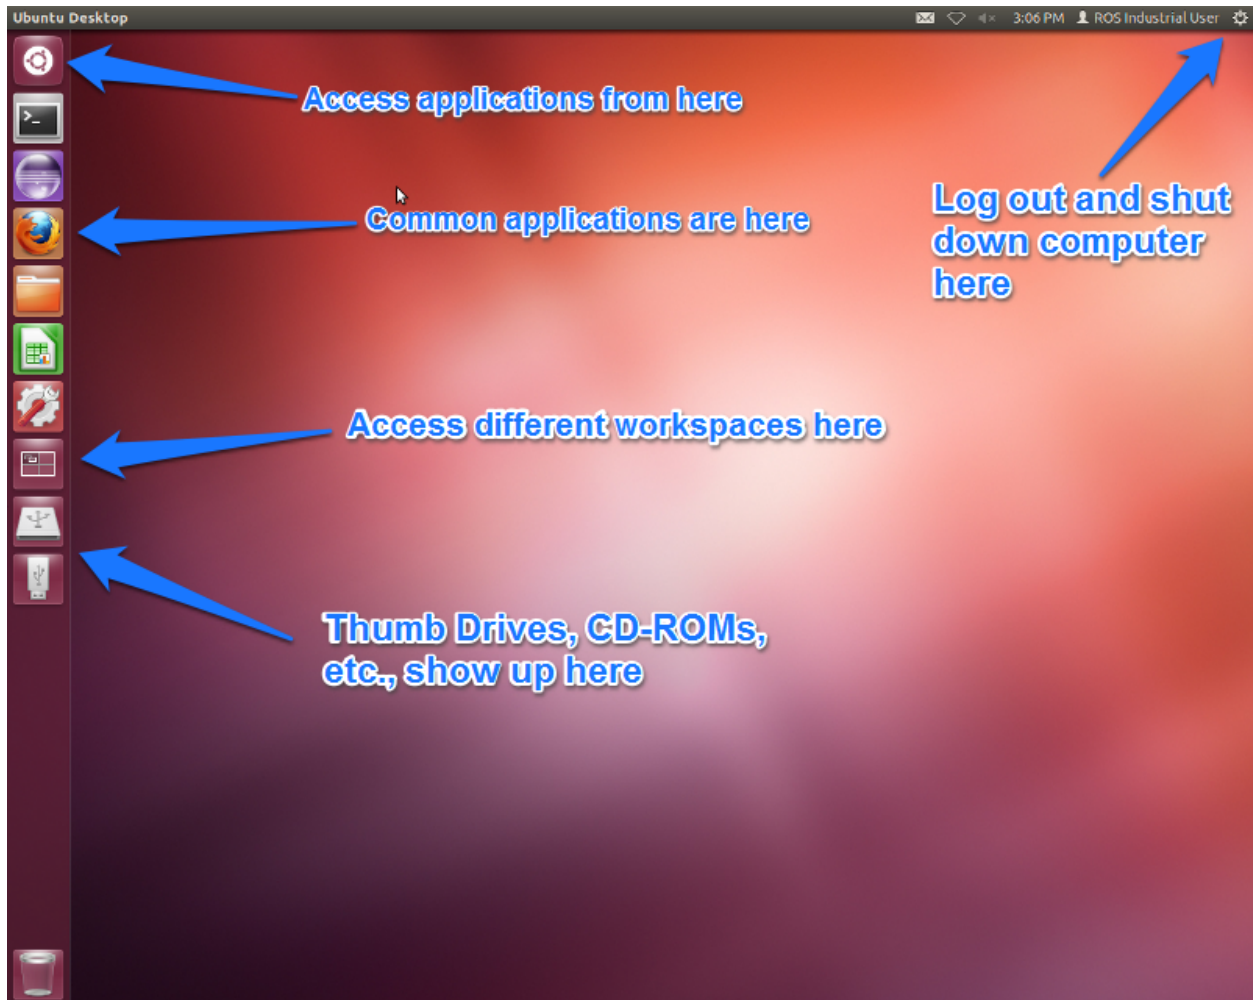 Ubuntu Desktop
3:06 PM ROS Industrial User
Access applications from here
Common applications are here
Log out and shut
down computer
here
Access different workspaces here
Thumb Drives, CD-ROMs,
etc., show up here